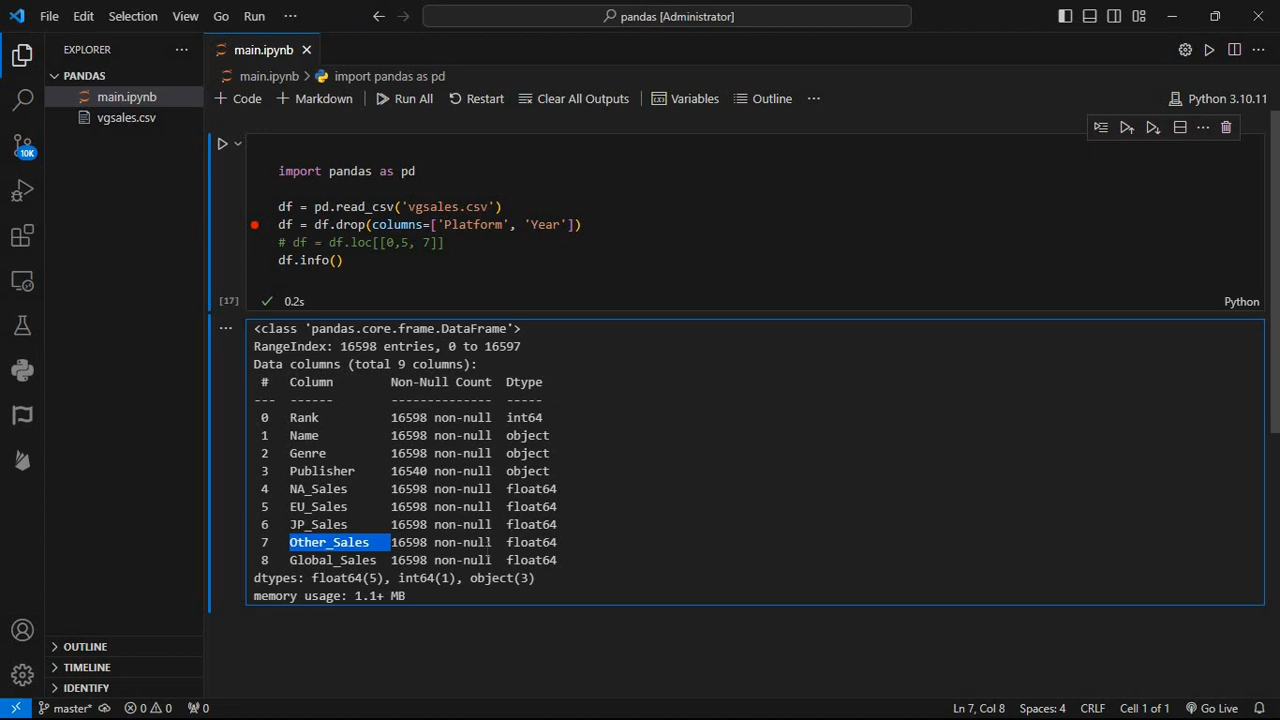 File Edit Selection View Go Run ··· pandas [Administrator]
EXPLORER ···
PANDAS
main.ipynb
vgsales.csv
main.ipynb
main.ipynb > import pandas as pd
+ Code + Markdown Run All Restart Clear All Outputs Variables Outline ··· Python 3.10.11
10K
import pandas as pd
df = pd.read_csv('vgsales.csv')
df = df.drop(columns=['Platform', 'Year'])
# df = df.loc[[0,5, 7]]
df.info()
[17] 0.2s Python
<class 'pandas.core.frame.DataFrame'>
RangeIndex: 16598 entries, 0 to 16597
Data columns (total 9 columns):
# Column Non-Null Count Dtype
--- ------ -------------- -----
0 Rank 16598 non-null int64
1 Name 16598 non-null object
2 Genre 16598 non-null object
3 Publisher 16540 non-null object
4 NA_Sales 16598 non-null float64
5 EU_Sales 16598 non-null float64
6 JP_Sales 16598 non-null float64
7 Other_Sales 16598 non-null float64
8 Global_Sales 16598 non-null float64
dtypes: float64(5), int64(1), object(3)
memory usage: 1.1+ MB
OUTLINE
TIMELINE
IDENTIFY
master* 0 0 0 Ln 7, Col 8 Spaces: 4 CRLF Cell 1 of 1 Go Live